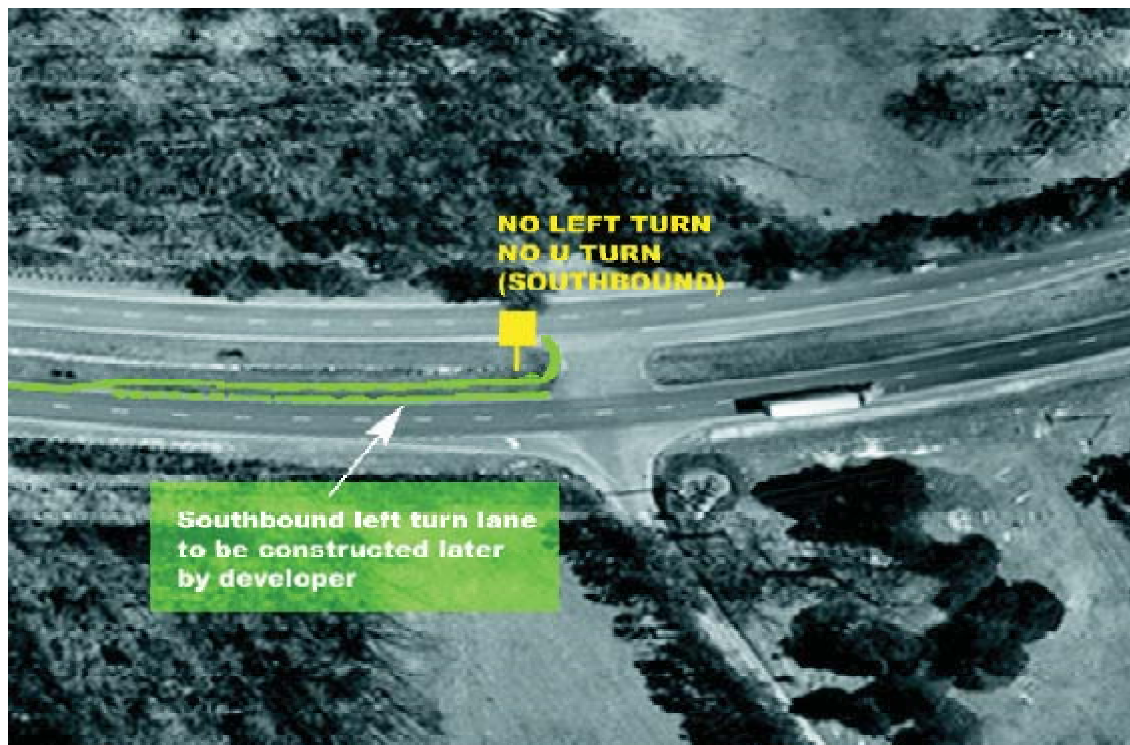 NO LEFT TURN
NO U TURN
(SOUTHBOUND)
Southbound left turn lane
to be constructed later
by developer